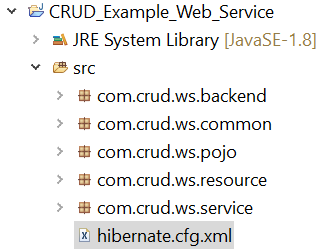 CRUD_Example_Web_Service
JRE System Library [JavaSE-1.8]
src
com.crud.ws.backend
com.crud.ws.common
com.crud.ws.pojo
com.crud.ws.resource
com.crud.ws.service
hibernate.cfg.xml